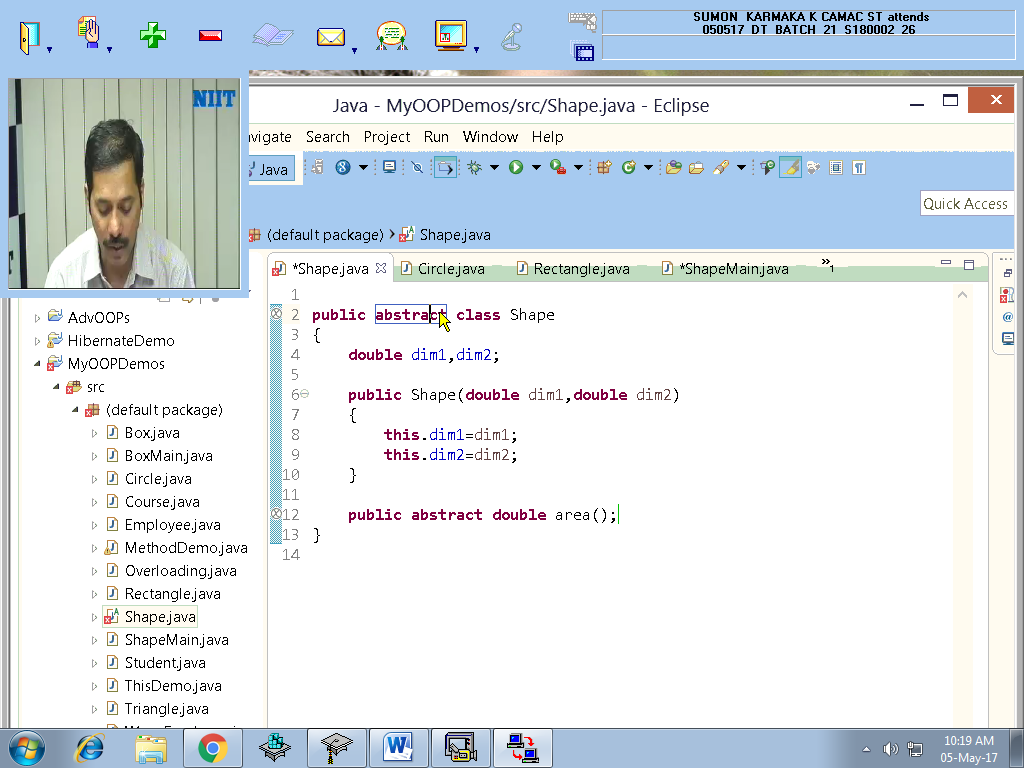 SUMON KARMAKA K CAMAC ST attends
050517 DT BATCH 21 S180002 26
NIIT
Java - MyOOPDemos/src/Shape.java - Eclipse
Search Project Run Window Help
Java
Quick Access
(default package) Shape.java
*Shape.java Circle.java Rectangle.java *ShapeMain.java »1
AdvOOPs
HibernateDemo
MyOOPDemos
src
(default package)
Box.java
BoxMain.java
Circle.java
Course.java
Employee.java
MethodDemo.java
Overloading.java
Rectangle.java
Shape.java
ShapeMain.java
Student.java
ThisDemo.java
Triangle.java
1
2 public abstract class Shape
3 {
4 double dim1,dim2;
5
6 public Shape(double dim1,double dim2)
7 {
8 this.dim1=dim1;
9 this.dim2=dim2;
10 }
11
12 public abstract double area();
13 }
14
10:19 AM
05-May-17